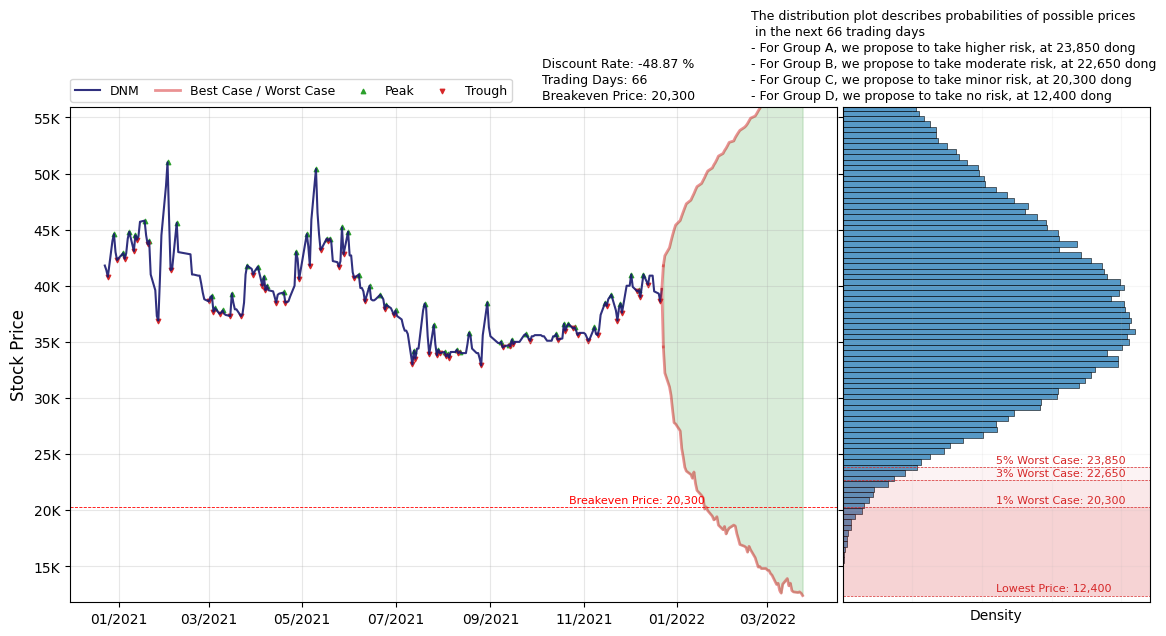 The distribution plot describes probabilities of possible prices
in the next 66 trading days
- For Group A, we propose to take higher risk, at 23,850 dong
- For Group B, we propose to take moderate risk, at 22,650 dong
- For Group C, we propose to take minor risk, at 20,300 dong
- For Group D, we propose to take no risk, at 12,400 dong
Discount Rate: -48.87 %
Trading Days: 66
Breakeven Price: 20,300
DNM
Best Case / Worst Case
Peak
Trough
Stock Price
55K
50K
45K
40K
35K
30K
25K
20K
15K
Breakeven Price: 20,300
01/2021
03/2021
05/2021
07/2021
09/2021
11/2021
01/2022
03/2022
5% Worst Case: 23,850
3% Worst Case: 22,650
1% Worst Case: 20,300
Lowest Price: 12,400
Density